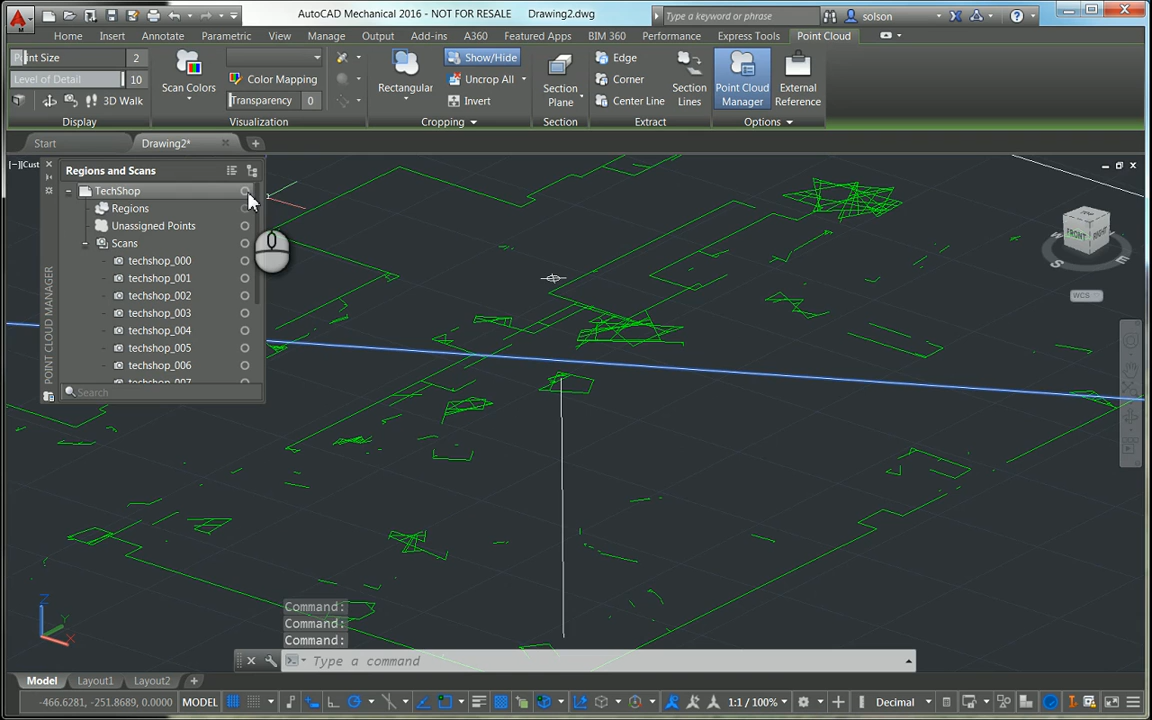 AutoCAD Mechanical 2016 - NOT FOR RESALE Drawing2.dwg
Type a keyword or phrase
solson
Home Insert Annotate Parametric View Manage Output Add-ins A360 Featured Apps BIM 360 Performance Express Tools Point Cloud
Point Size 2
Level of Detail 10
3D Walk
Display
Scan Colors
Color Mapping
Transparency 0
Visualization
Rectangular
Show/Hide
Uncrop All
Invert
Cropping
Section Plane
Section
Edge
Corner
Center Line
Section Lines
Extract
Point Cloud Manager
External Reference
Options
Start
Drawing2*
Regions and Scans
TechShop
Regions
Unassigned Points
Scans
techshop_000
techshop_001
techshop_002
techshop_003
techshop_004
techshop_005
techshop_006
techshop_007
Search
POINT CLOUD MANAGER
[−][Cust
TOP
FRONT
RIGHT
W
S
E
WCS
Z
Y
X
Command:
Command:
Command:
Type a command
Model Layout1 Layout2
-466.6281, -251.8689, 0.0000 MODEL
1:1 / 100%
Decimal